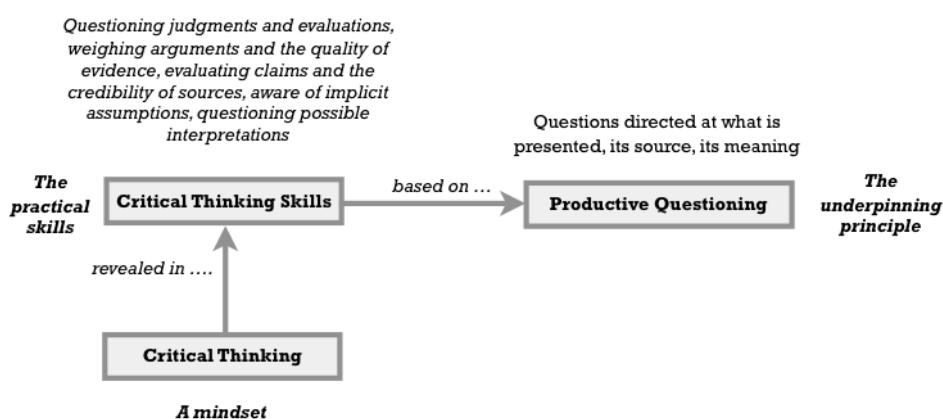 Questioning judgments and evaluations,
weighing arguments and the quality of
evidence, evaluating claims and the
credibility of sources, aware of implicit
assumptions, questioning possible
interpretations
Questions directed at what is
presented, its source, its meaning
The
practical
skills
Critical Thinking Skills
based on ...
Productive Questioning
The
underpinning
principle
revealed in ....
Critical Thinking
A mindset